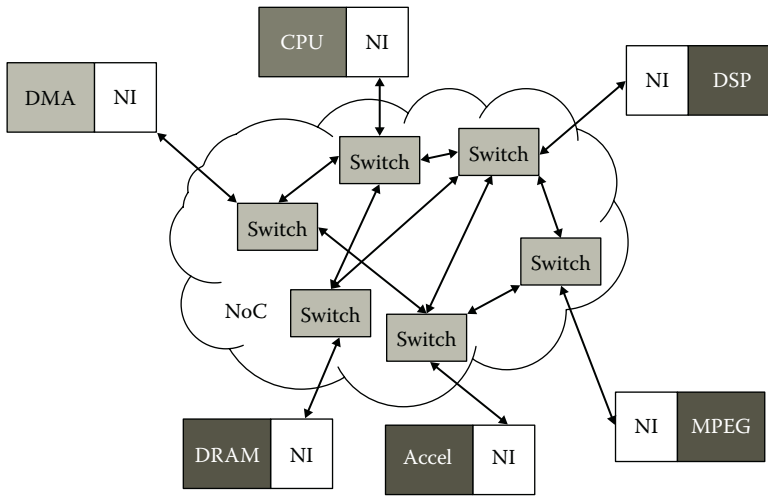 CPU NI
DMA NI
NI DSP
Switch
Switch
Switch
Switch
NoC
Switch
Switch
NI MPEG
DRAM NI
Accel NI